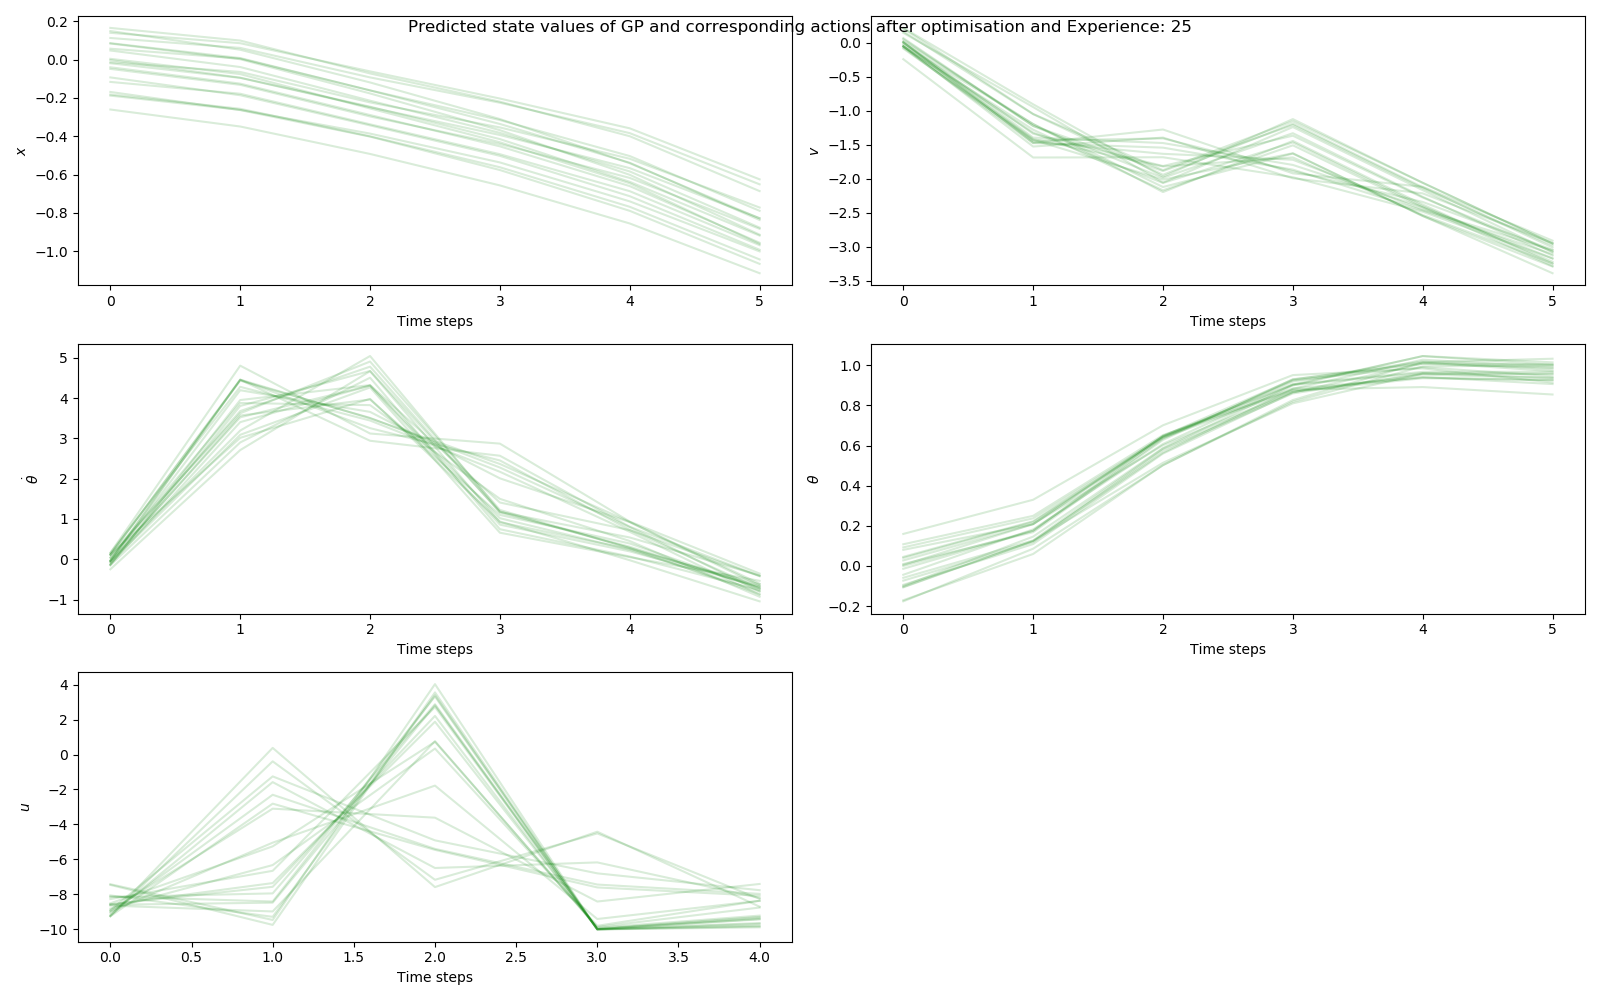 Predicted state values of GP and corresponding actions after optimisation and Experience: 25
0.2
0.0
−0.2
−0.4
−0.6
−0.8
−1.0
x
0 1 2 3 4 5
Time steps
0.0
−0.5
−1.0
−1.5
−2.0
−2.5
−3.0
−3.5
v
0 1 2 3 4 5
Time steps
5
4
3
2
1
0
−1
θ̇
0 1 2 3 4 5
Time steps
1.0
0.8
0.6
0.4
0.2
0.0
−0.2
θ
0 1 2 3 4 5
Time steps
4
2
0
−2
−4
−6
−8
−10
u
0.0 0.5 1.0 1.5 2.0 2.5 3.0 3.5 4.0
Time steps